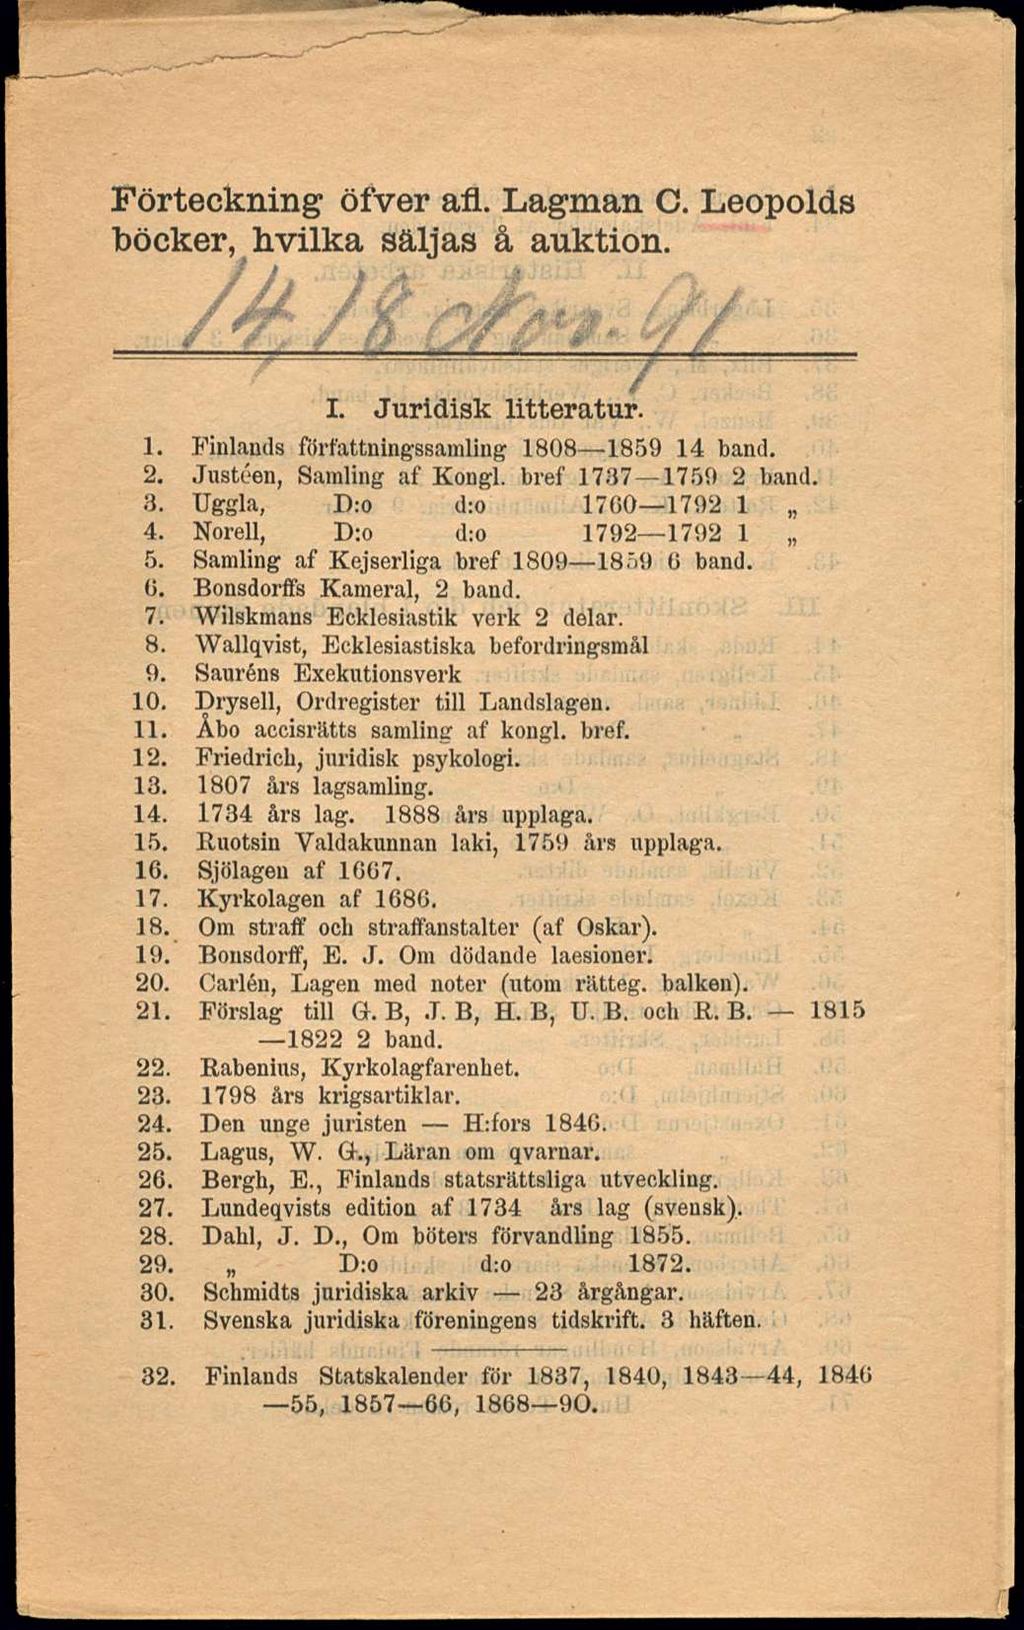 Förteckning öfver afl. Lagman C. Leopolds
böcker, hvilka säljas å auktion.
14, 18 Nov. 91
I. Juridisk litteratur.
1. Finlands författningssamling 1808—1859 14 band.
2. Justéen, Samling af Kongl. bref 1737—1759 2 band.
3. Uggla, D:o d:o 1760—1792 1 „
4. Norell, D:o d:o 1792—1792 1 „
5. Samling af Kejserliga bref 1809—1859 6 band.
6. Bonsdorffs Kameral, 2 band.
7. Wilskmans Ecklesiastik verk 2 delar.
8. Wallqvist, Ecklesiastiska befordringsmål
9. Sauréns Exekutionsverk
10. Drysell, Ordregister till Landslagen.
11. Åbo accisrätts samling af kongl. bref.
12. Friedrich, juridisk psykologi.
13. 1807 års lagsamling.
14. 1734 års lag. 1888 års upplaga.
15. Ruotsin Valdakunnan laki, 1759 års upplaga.
16. Sjölagen af 1667.
17. Kyrkolagen af 1686.
18. Om straff och straffanstalter (af Oskar).
19. Bonsdorff, E. J. Om dödande laesioner.
20. Carlén, Lagen med noter (utom rätteg. balken).
21. Förslag till G. B, J. B, H. B, U. B. och R. B. — 1815
—1822 2 band.
22. Rabenius, Kyrkolagfarenhet.
23. 1798 års krigsartiklar.
24. Den unge juristen — H:fors 1846.
25. Lagus, W. G., Läran om qvarnar.
26. Bergh, E., Finlands statsrättsliga utveckling.
27. Lundeqvists edition af 1734 års lag (svensk).
28. Dahl, J. D., Om böters förvandling 1855.
29. „ D:o d:o 1872.
30. Schmidts juridiska arkiv — 23 årgångar.
31. Svenska juridiska föreningens tidskrift. 3 häften.
32. Finlands Statskalender för 1837, 1840, 1843—44, 1846
—55, 1857—66, 1868—90.